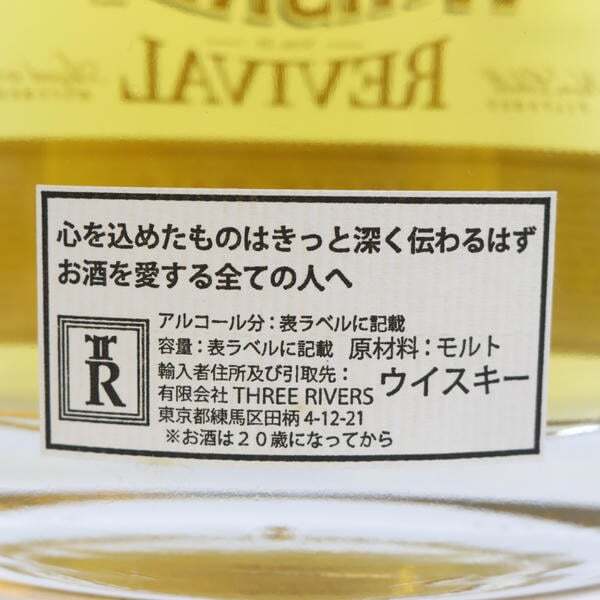 REVIVAL
心を込めたものはきっと深く伝わるはず
お酒を愛する全ての人へ
アルコール分：表ラベルに記載
容量：表ラベルに記載 原材料：モルト
輸入者住所及び引取先： ウイスキー
有限会社 THREE RIVERS
東京都練馬区田柄 4-12-21
※お酒は２０歳になってから
TR